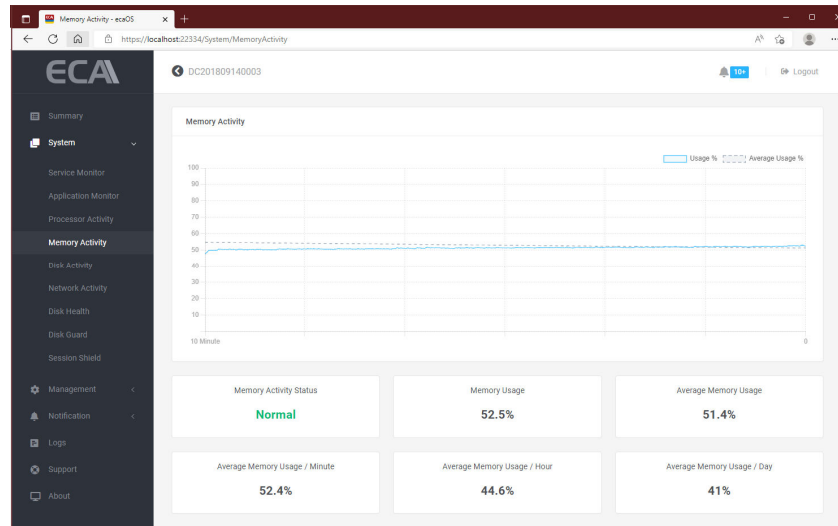 Memory Activity - ecaOS
https://localhost:22334/System/MemoryActivity
ECA
DC201809140003
10+
Logout
Summary
System
Service Monitor
Application Monitor
Processor Activity
Memory Activity
Disk Activity
Network Activity
Disk Health
Disk Guard
Session Shield
Management
Notification
Logs
Support
About
Memory Activity
Usage % Average Usage %
100
90
80
70
60
50
40
30
20
10
10 Minute 0
Memory Activity Status
Normal
Memory Usage
52.5%
Average Memory Usage
51.4%
Average Memory Usage / Minute
52.4%
Average Memory Usage / Hour
44.6%
Average Memory Usage / Day
41%